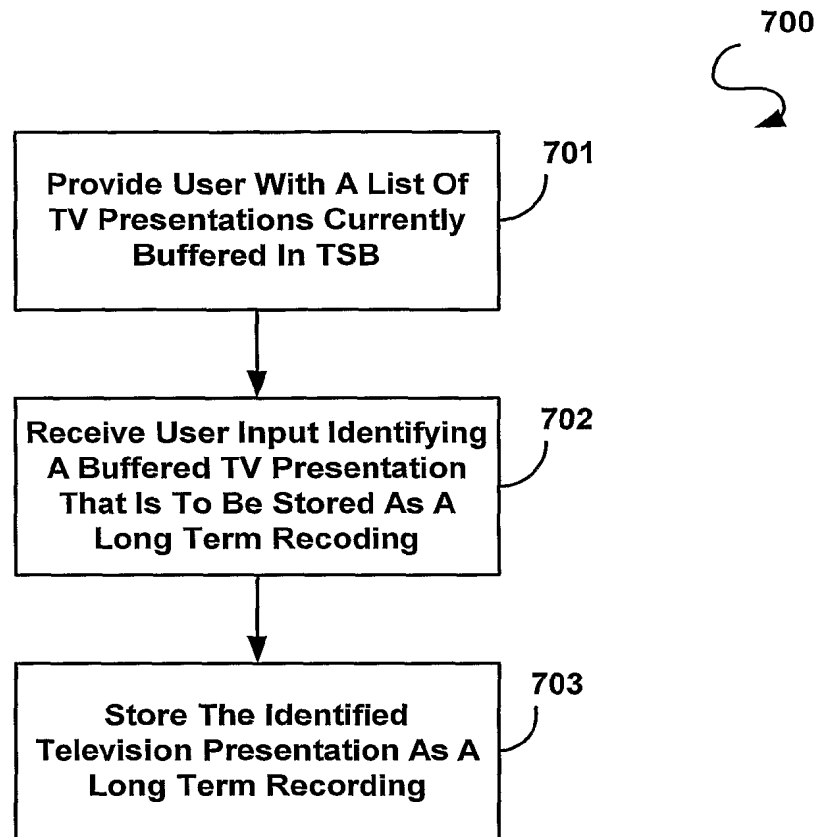 700
701
Provide User With A List Of
TV Presentations Currently
Buffered In TSB
702
Receive User Input Identifying
A Buffered TV Presentation
That Is To Be Stored As A
Long Term Recoding
703
Store The Identified
Television Presentation As A
Long Term Recording